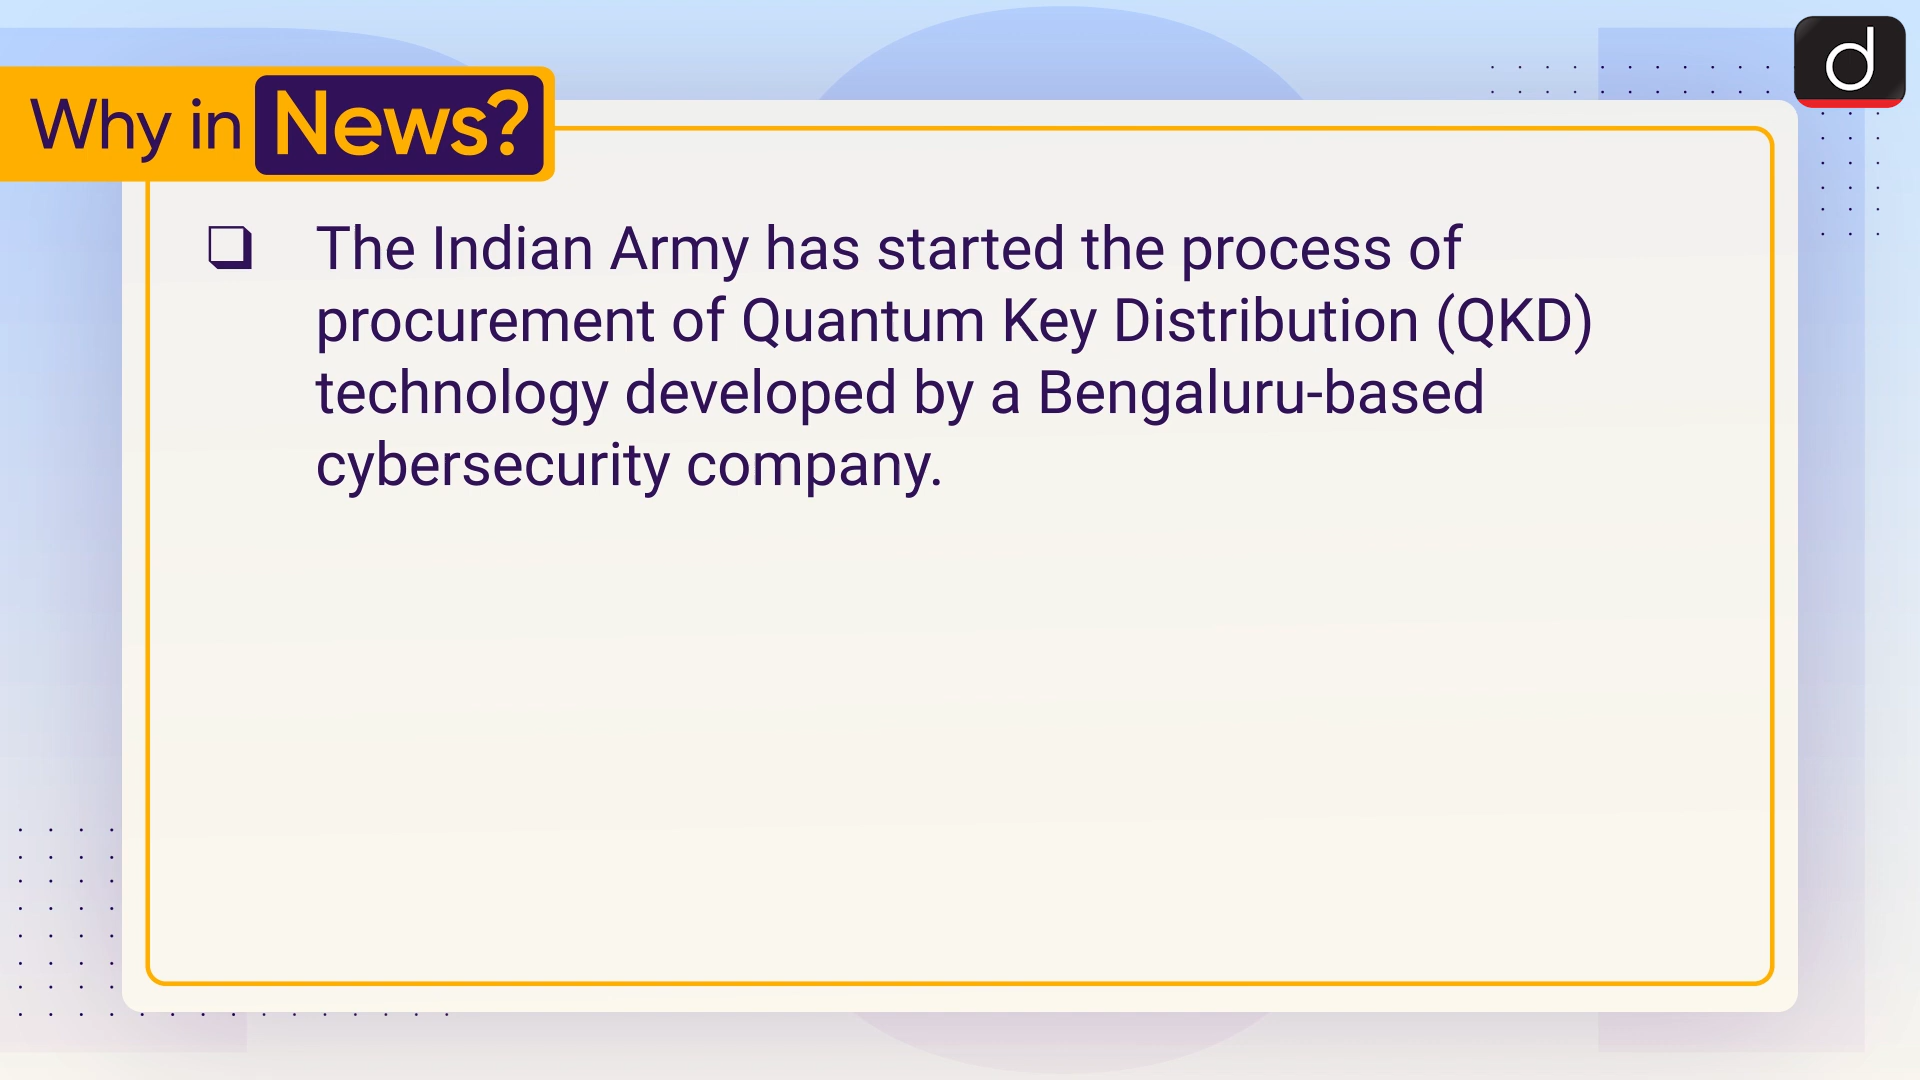 Why in News?
❑ The Indian Army has started the process of
procurement of Quantum Key Distribution (QKD)
technology developed by a Bengaluru-based
cybersecurity company.
d